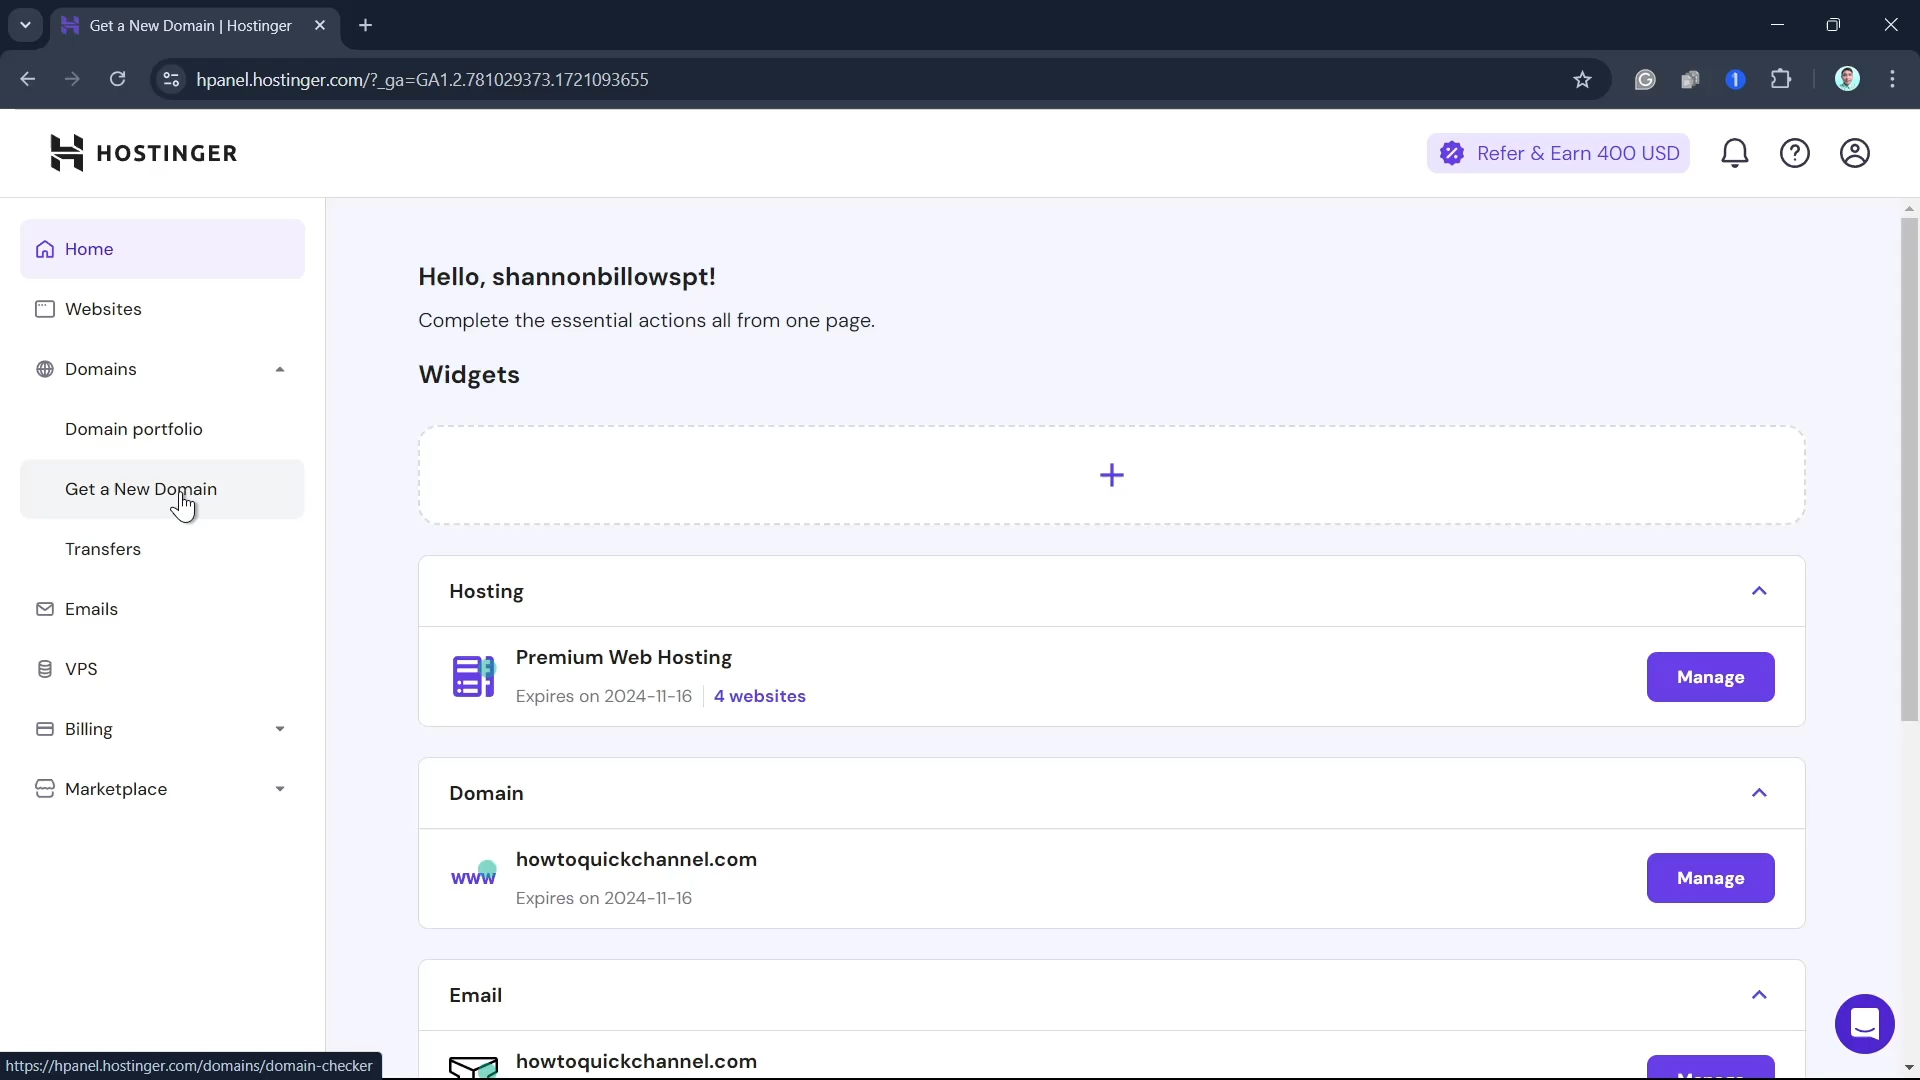 Get a New Domain | Hostinger
hpanel.hostinger.com/?_ga=GA1.2.781029373.1721093655
HOSTINGER
Refer & Earn 400 USD
Home
Websites
Domains
Domain portfolio
Get a New Domain
Transfers
Emails
VPS
Billing
Marketplace
Hello, shannonbillowspt!
Complete the essential actions all from one page.
Widgets
Hosting
Premium Web Hosting
Expires on 2024-11-16
4 websites
Manage
Domain
www
howtoquickchannel.com
Expires on 2024-11-16
Manage
Email
howtoquickchannel.com
Manage
https://hpanel.hostinger.com/domains/domain-checker